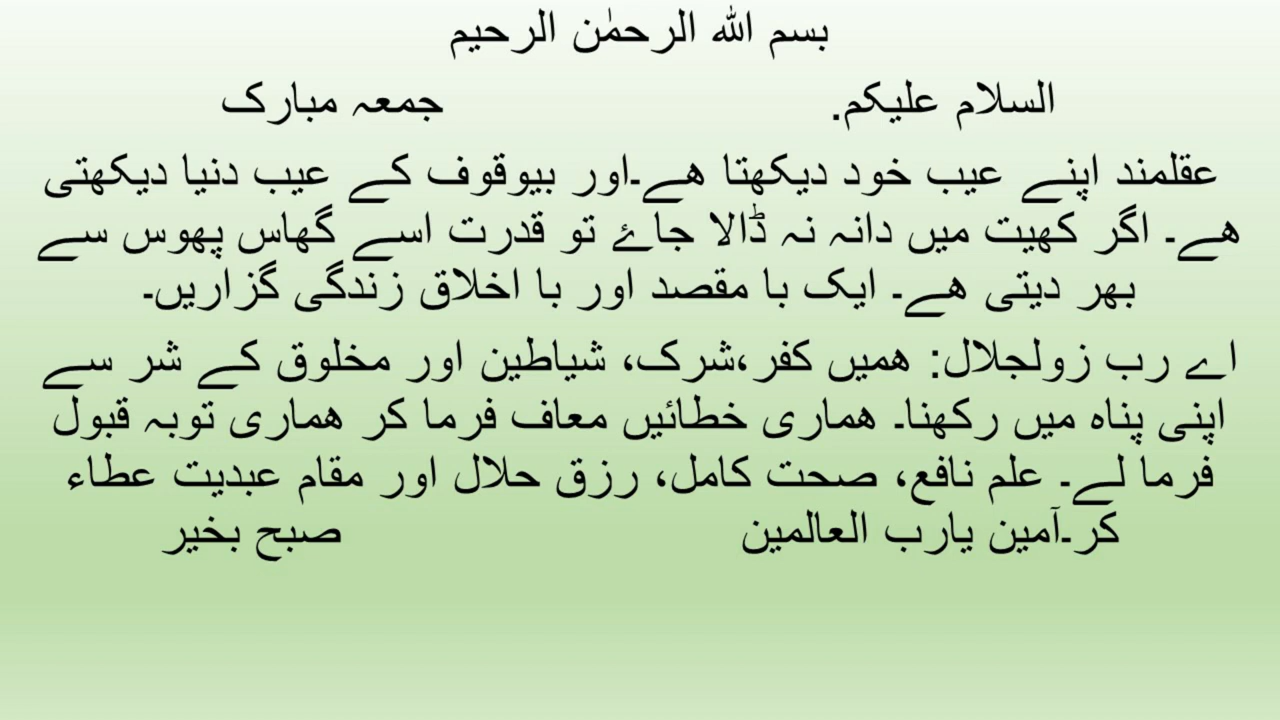 بسم الله الرحمٰن الرحیم
السلام علیکم. جمعہ مبارک
عقلمند اپنے عیب خود دیکھتا ھے۔اور بیوقوف کے عیب دنیا دیکھتی
ھے۔ اگر کھیت میں دانہ نہ ڈالا جاۓ تو قدرت اسے گھاس پھوس سے
بھر دیتی ھے۔ ایک با مقصد اور با اخلاق زندگی گزاریں۔
اے رب زولجلال: ھمیں کفر،شرک، شیاطین اور مخلوق کے شر سے
اپنی پناہ میں رکھنا۔ ھماری خطائیں معاف فرما کر ھماری توبہ قبول
فرما لے۔ علم نافع، صحت کامل، رزق حلال اور مقام عبدیت عطاء
کر۔آمین یارب العالمین صبح بخیر